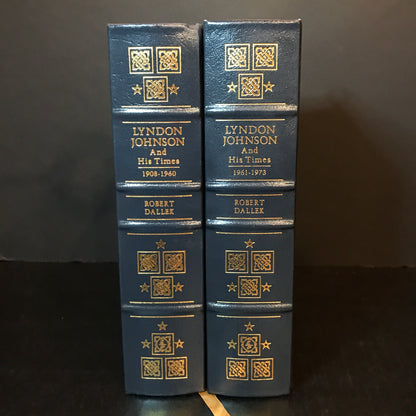 LYNDON
JOHNSON
And
His Times
1908-1960
ROBERT
DALLEK
LYNDON
JOHNSON
And
His Times
1961-1973
ROBERT
DALLEK